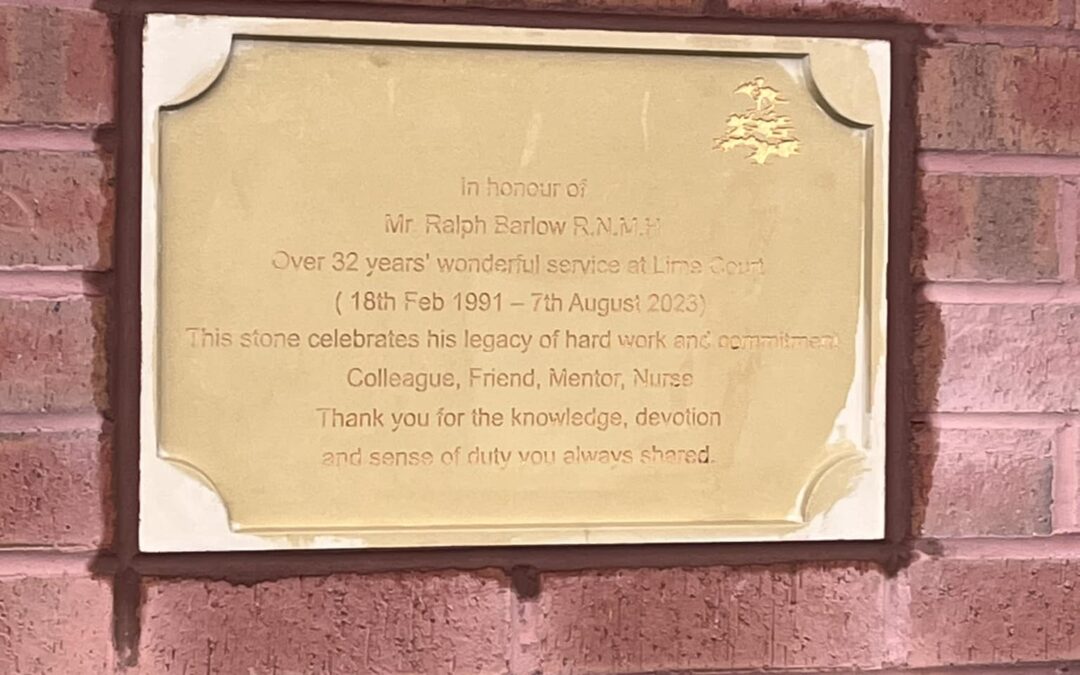 In honour of
Mr Ralph Barlow R.N.M.H
Over 32 years' wonderful service at Lime Court
( 18th Feb 1991 – 7th August 2023)
This stone celebrates his legacy of hard work and commitment
Colleague, Friend, Mentor, Nurse
Thank you for the knowledge, devotion
and sense of duty you always shared.